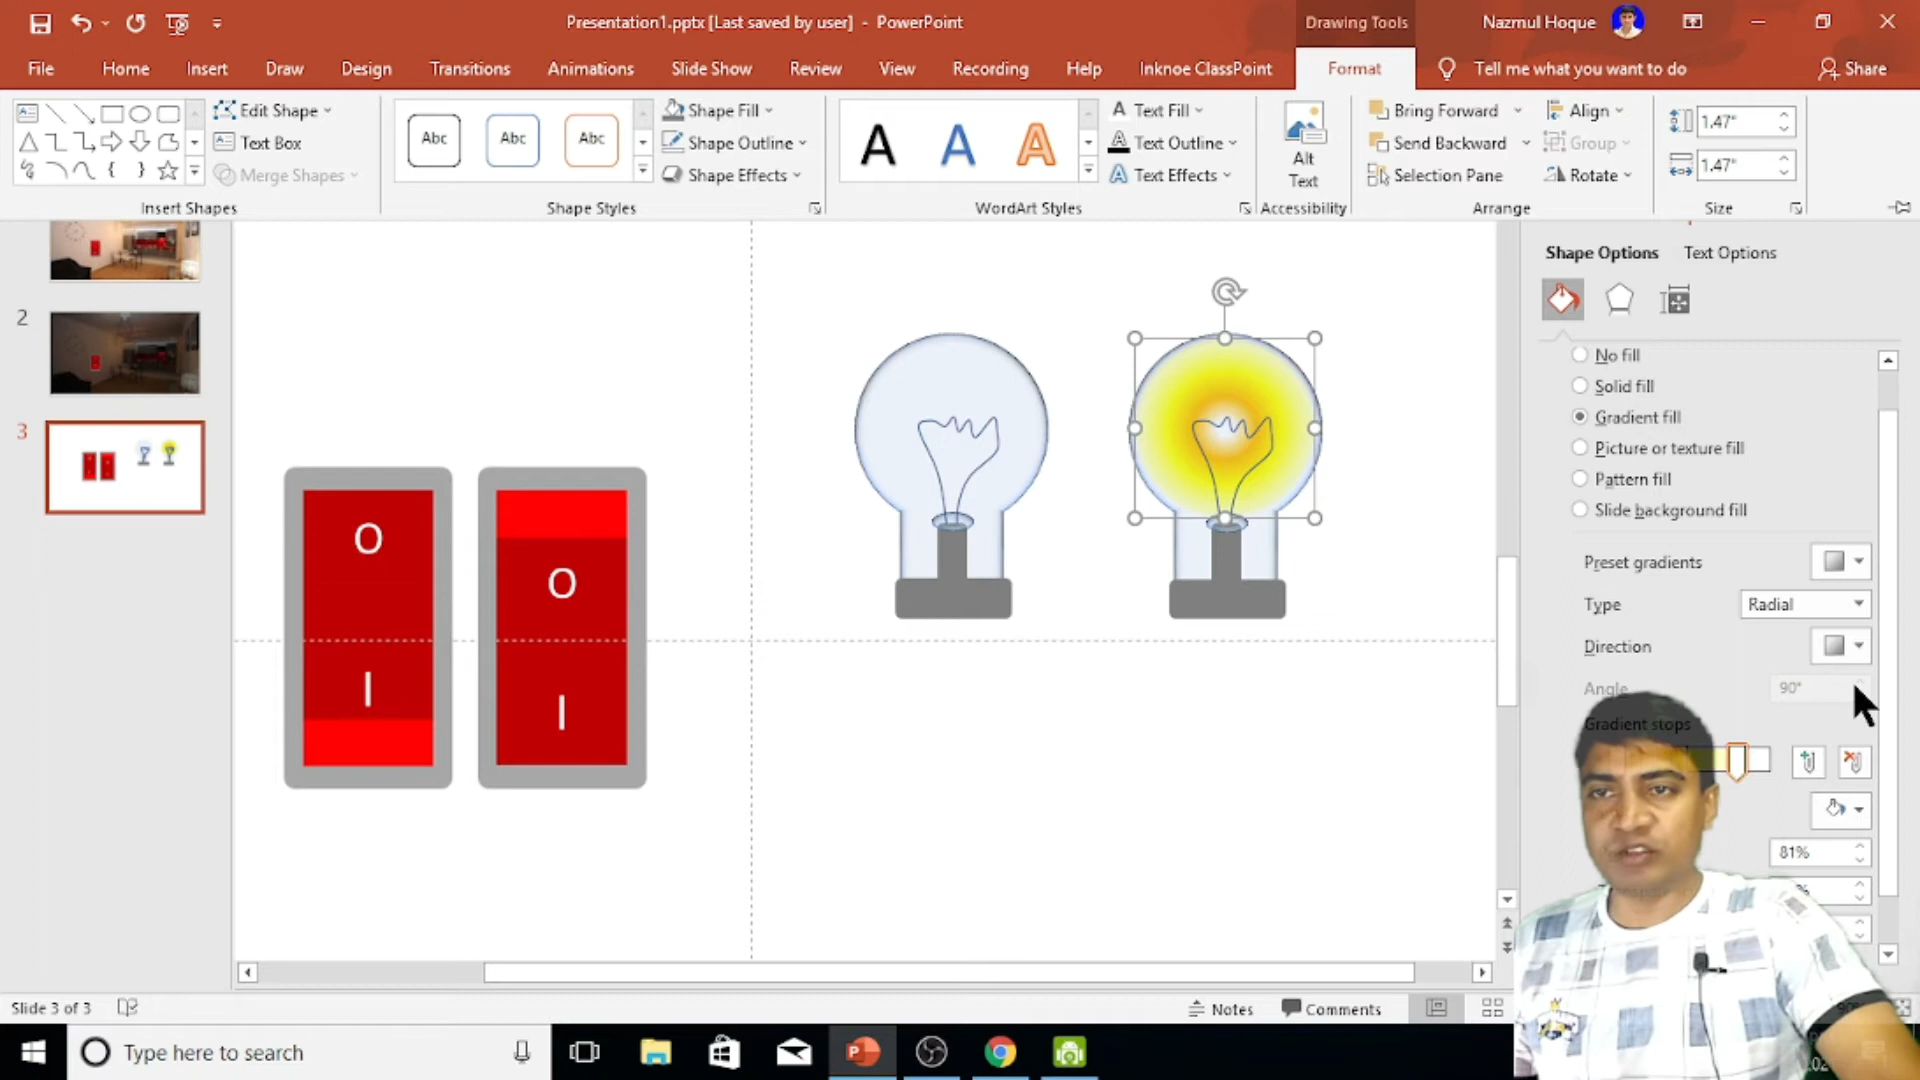 Presentation1.pptx [Last saved by user] - PowerPoint
Drawing Tools
Nazmul Hoque
File
Home
Insert
Draw
Design
Transitions
Animations
Slide Show
Review
View
Recording
Help
Inknoe ClassPoint
Format
Tell me what you want to do
Share
Edit Shape
Text Box
Merge Shapes
Insert Shapes
Abc
Abc
Abc
Shape Fill
Shape Outline
Shape Effects
Shape Styles
A
A
A
Text Fill
Text Outline
Text Effects
WordArt Styles
Alt
Text
Accessibility
Bring Forward
Send Backward
Selection Pane
Align
Group
Rotate
Arrange
1.47"
1.47"
Size
2
3
O
I
O
I
Shape Options
Text Options
No fill
Solid fill
Gradient fill
Picture or texture fill
Pattern fill
Slide background fill
Preset gradients
Type
Radial
Direction
Angle
90°
Gradient stops
81%
Slide 3 of 3
Notes
Comments
Type here to search